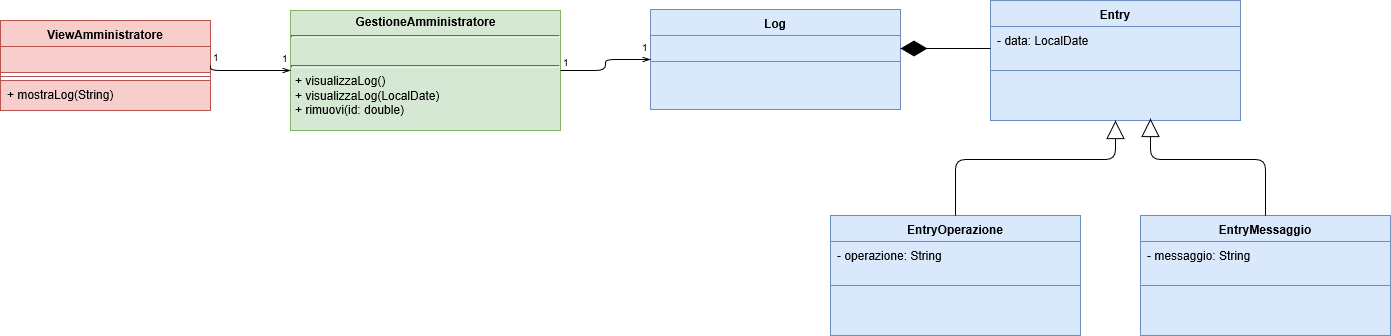 ViewAmministratore
+ mostraLog(String)
1
1
GestioneAmministratore
+ visualizzaLog()
+ visualizzaLog(LocalDate)
+ rimuovi(id: double)
1
1
Log
Entry
- data: LocalDate
EntryOperazione
- operazione: String
EntryMessaggio
- messaggio: String